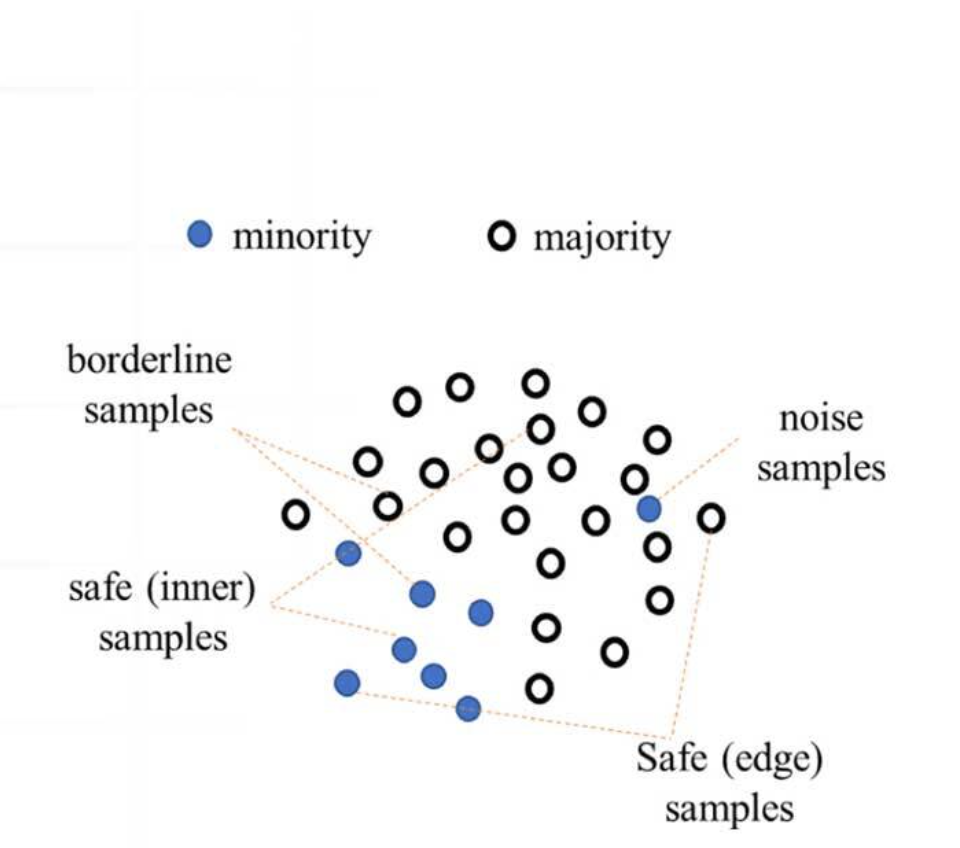 minority
majority
borderline
samples
noise
samples
safe (inner)
samples
Safe (edge)
samples